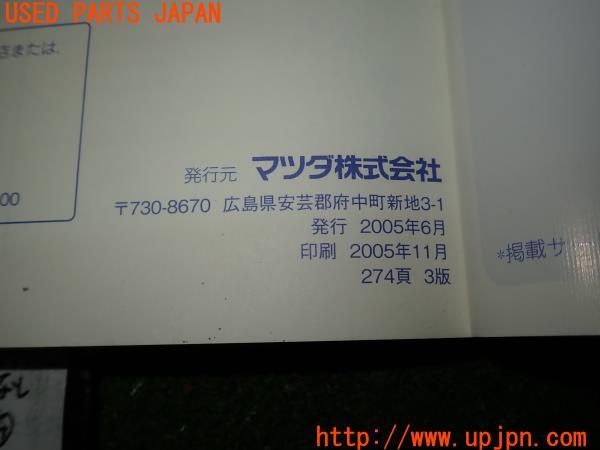 USED PARTS JAPAN
さまたは、
00
発行元 マツダ株式会社
〒730-8670 広島県安芸郡府中町新地3-1
発行 2005年6月
印刷 2005年11月
274頁 3版
*掲載サ
http://www.upjpn.com/